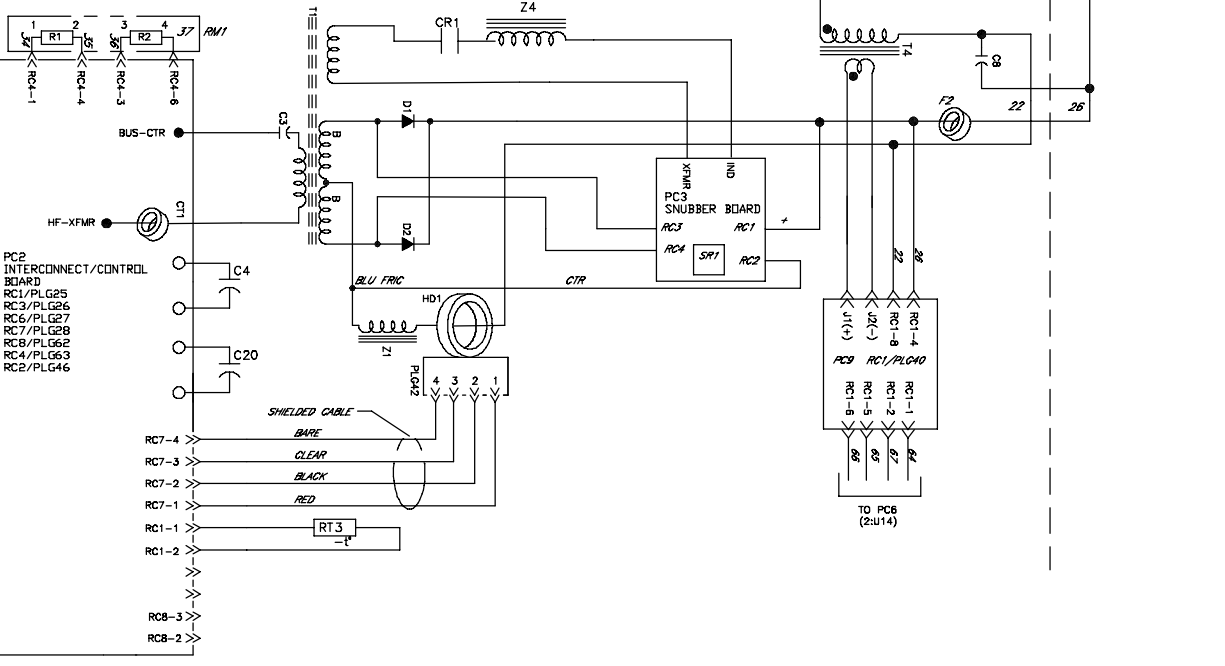 1 2 3 4 37 RM1
34 R1 35 36 R2
RC4-1 RC4-4 RC4-3 RC4-6
T1
CR1
Z4
T4
C8
BUS-CTR
C3
D1
B
F2
22
26
HF-XFMR
CT1
B
D2
XFMR IND
PC3
SNUBBER BOARD
RC3 RC1 +
RC4 SR1 RC2
PC2
INTERCONNECT/CONTROL
BOARD
RC1/PLG25
RC3/PLG26
RC6/PLG27
RC7/PLG28
RC8/PLG62
RC4/PLG63
RC2/PLG46
C4
C20
BLU FRIC CTR
HD1
Z1
PLG42
4 3 2 1
22 26
J1(+) J2(-) RC1-8 RC1-4
PC9 RC1/PLG40
RC1-6 RC1-5 RC1-2 RC1-1
66 65 67 64
TO PC6
(2:U14)
SHIELDED CABLE
RC7-4 BARE
RC7-3 CLEAR
RC7-2 BLACK
RC7-1 RED
RC1-1 RT3
-t°
RC1-2
RC8-3
RC8-2